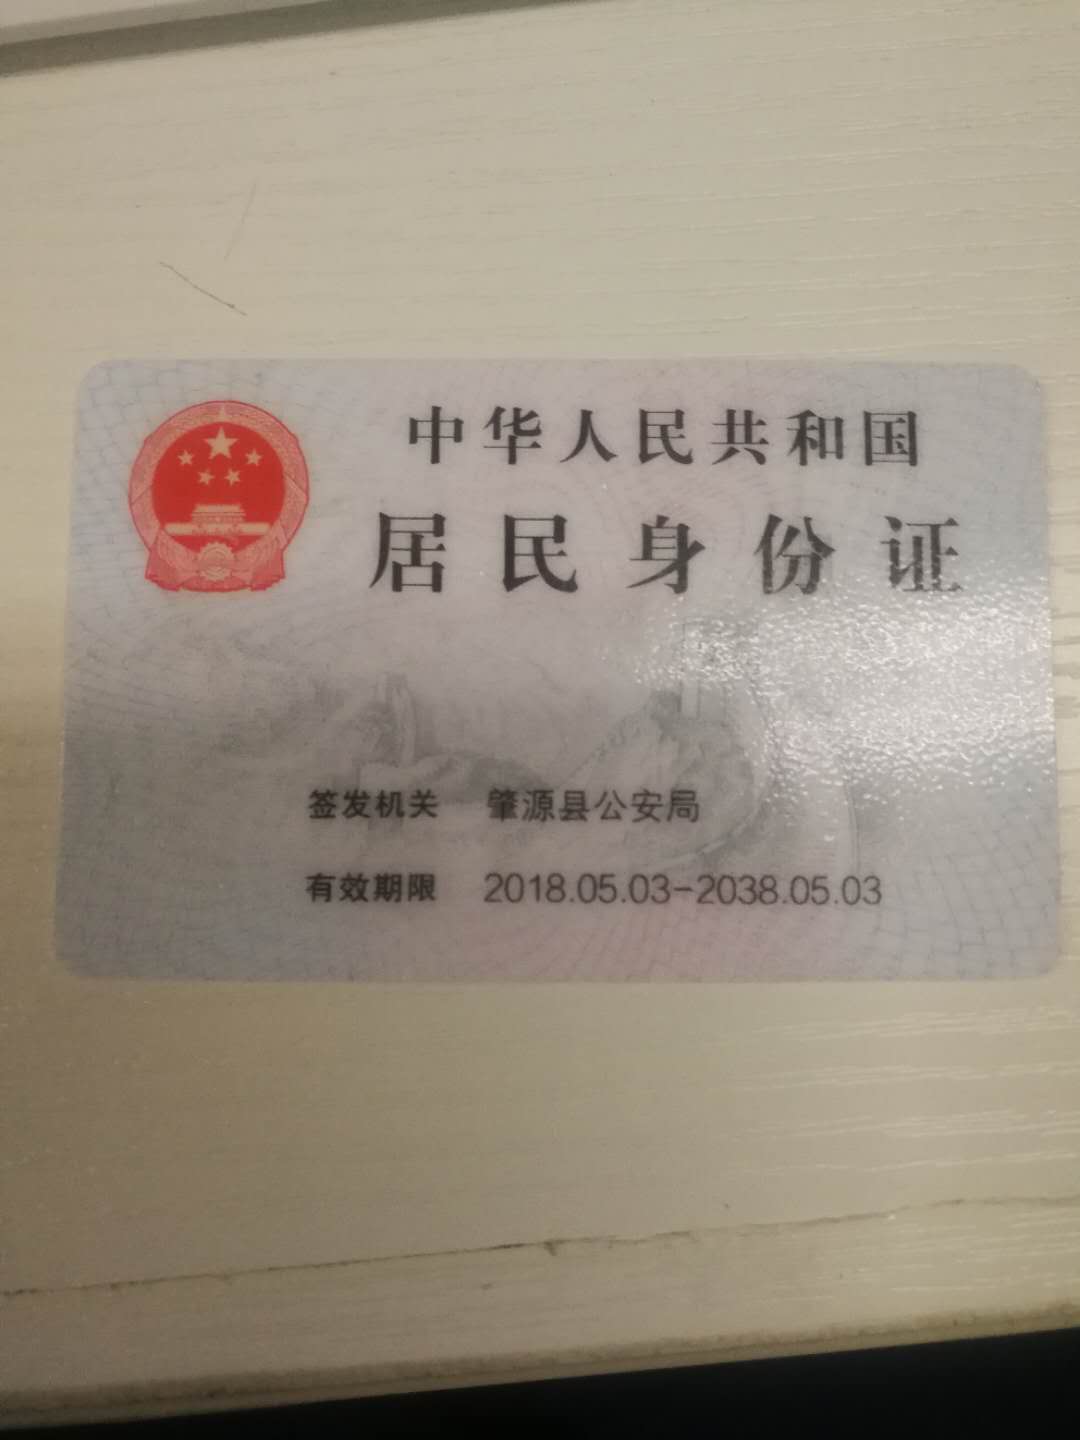 中华人民共和国
居民身份证
签发机关 肇源县公安局
有效期限 2018.05.03-2038.05.03